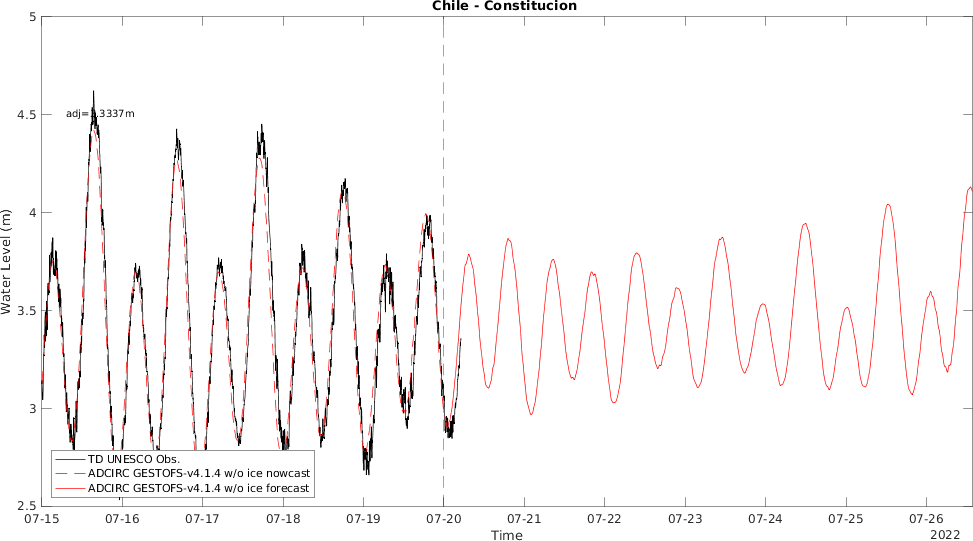 Chile - Constitucion
5
4.5
4
3.5
3
2.5
Water Level (m)
adj= .3337m
TD UNESCO Obs.
ADCIRC GESTOFS-v4.1.4 w/o ice nowcast
ADCIRC GESTOFS-v4.1.4 w/o ice forecast
07-15 07-16 07-17 07-18 07-19 07-20 07-21 07-22 07-23 07-24 07-25 07-26
Time
2022